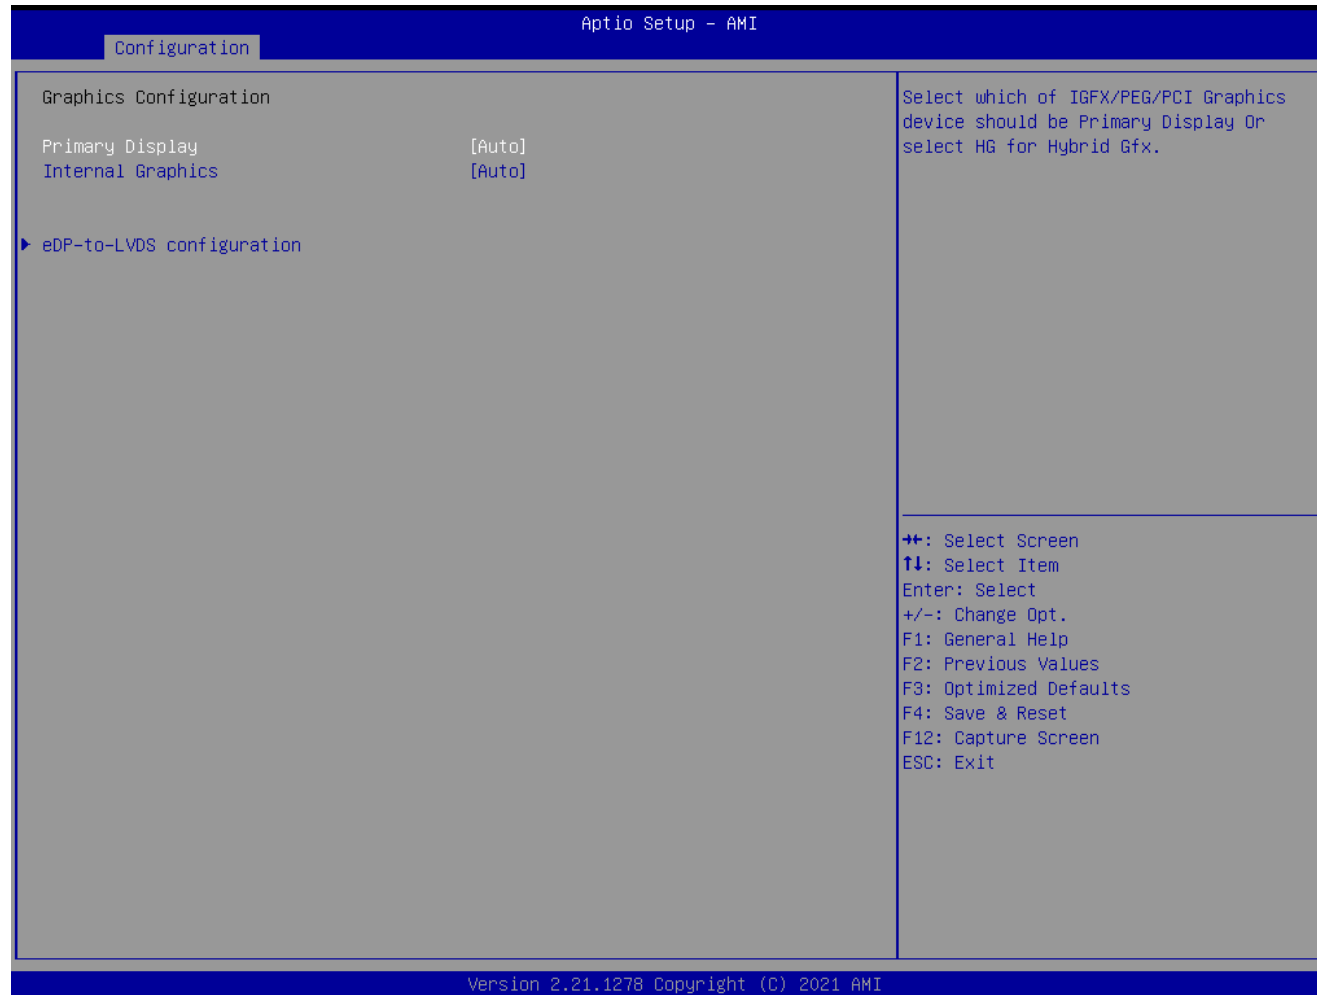 Aptio Setup – AMI
Configuration
Graphics Configuration
Primary Display [Auto]
Internal Graphics [Auto]
eDP-to-LVDS configuration
Select which of IGFX/PEG/PCI Graphics
device should be Primary Display Or
select HG for Hybrid Gfx.
→←: Select Screen
↑↓: Select Item
Enter: Select
+/-: Change Opt.
F1: General Help
F2: Previous Values
F3: Optimized Defaults
F4: Save & Reset
F12: Capture Screen
ESC: Exit
Version 2.21.1278 Copyright (C) 2021 AMI